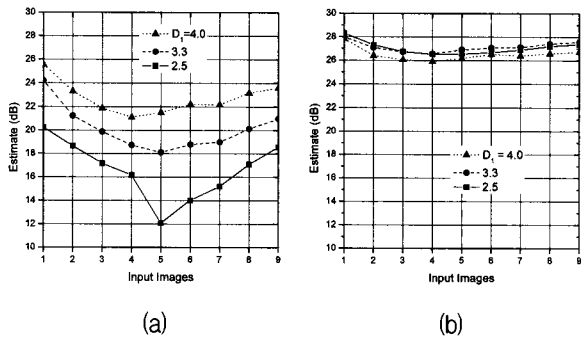 30
28
26
24
22
20
18
16
14
12
10
Estimate (dB)
D₁=4.0
3.3
2.5
1 2 3 4 5 6 7 8 9
Input Images
(a)
30
28
26
24
22
20
18
16
14
12
10
Estimate (dB)
D₁ = 4.0
3.3
2.5
1 2 3 4 5 6 7 8 9
Input Images
(b)